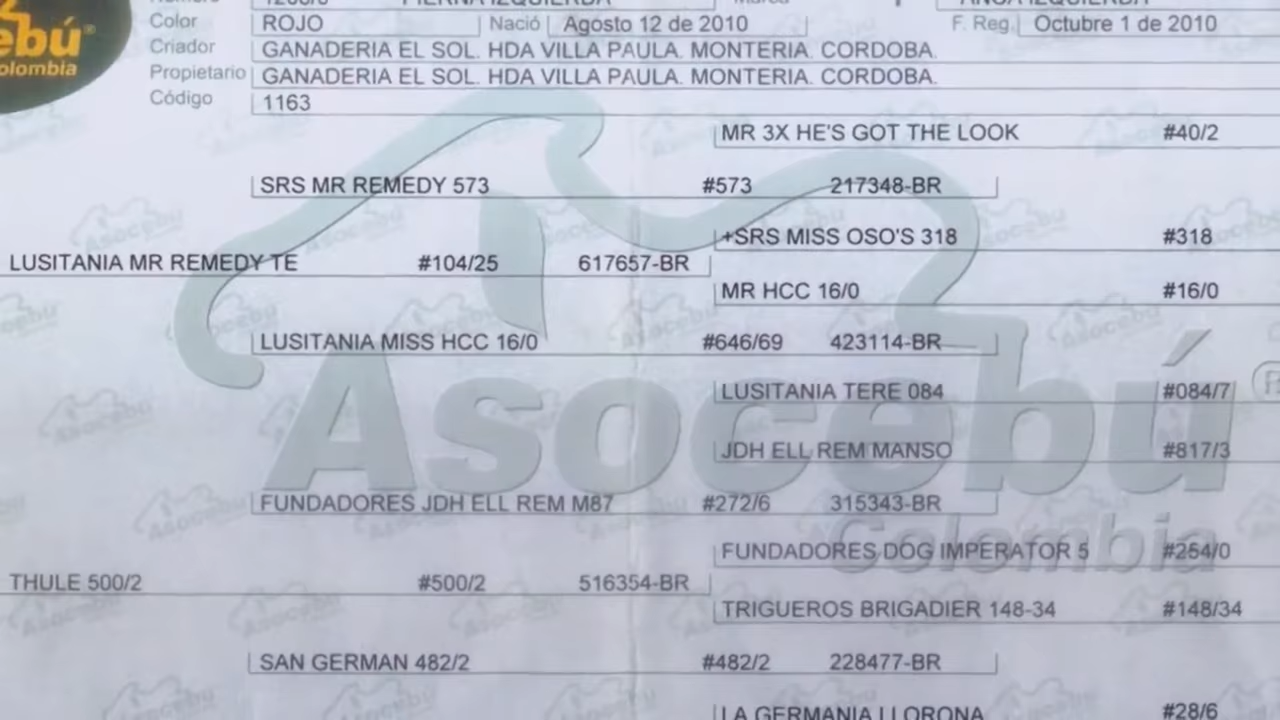 PIERNA IZQUIERDA
ANCA IZQUIERDA
Color ROJO Nació Agosto 12 de 2010 F. Reg. Octubre 1 de 2010
Criador GANADERIA EL SOL. HDA VILLA PAULA. MONTERIA. CORDOBA.
Propietario GANADERIA EL SOL. HDA VILLA PAULA. MONTERIA. CORDOBA.
Código 1163
ebú®
olombia
MR 3X HE'S GOT THE LOOK #40/2
SRS MR REMEDY 573 #573 217348-BR
+SRS MISS OSO'S 318 #318
LUSITANIA MR REMEDY TE #104/25 617657-BR
MR HCC 16/0 #16/0
LUSITANIA MISS HCC 16/0 #646/69 423114-BR
LUSITANIA TERE 084 #084/7
JDH ELL REM MANSO #817/3
FUNDADORES JDH ELL REM M87 #272/6 315343-BR
FUNDADORES DOG IMPERATOR 5 #254/0
THULE 500/2 #500/2 516354-BR
TRIGUEROS BRIGADIER 148-34 #148/34
SAN GERMAN 482/2 #482/2 228477-BR
LA GERMANIA LLORONA #28/6
Asocebú
Colombia